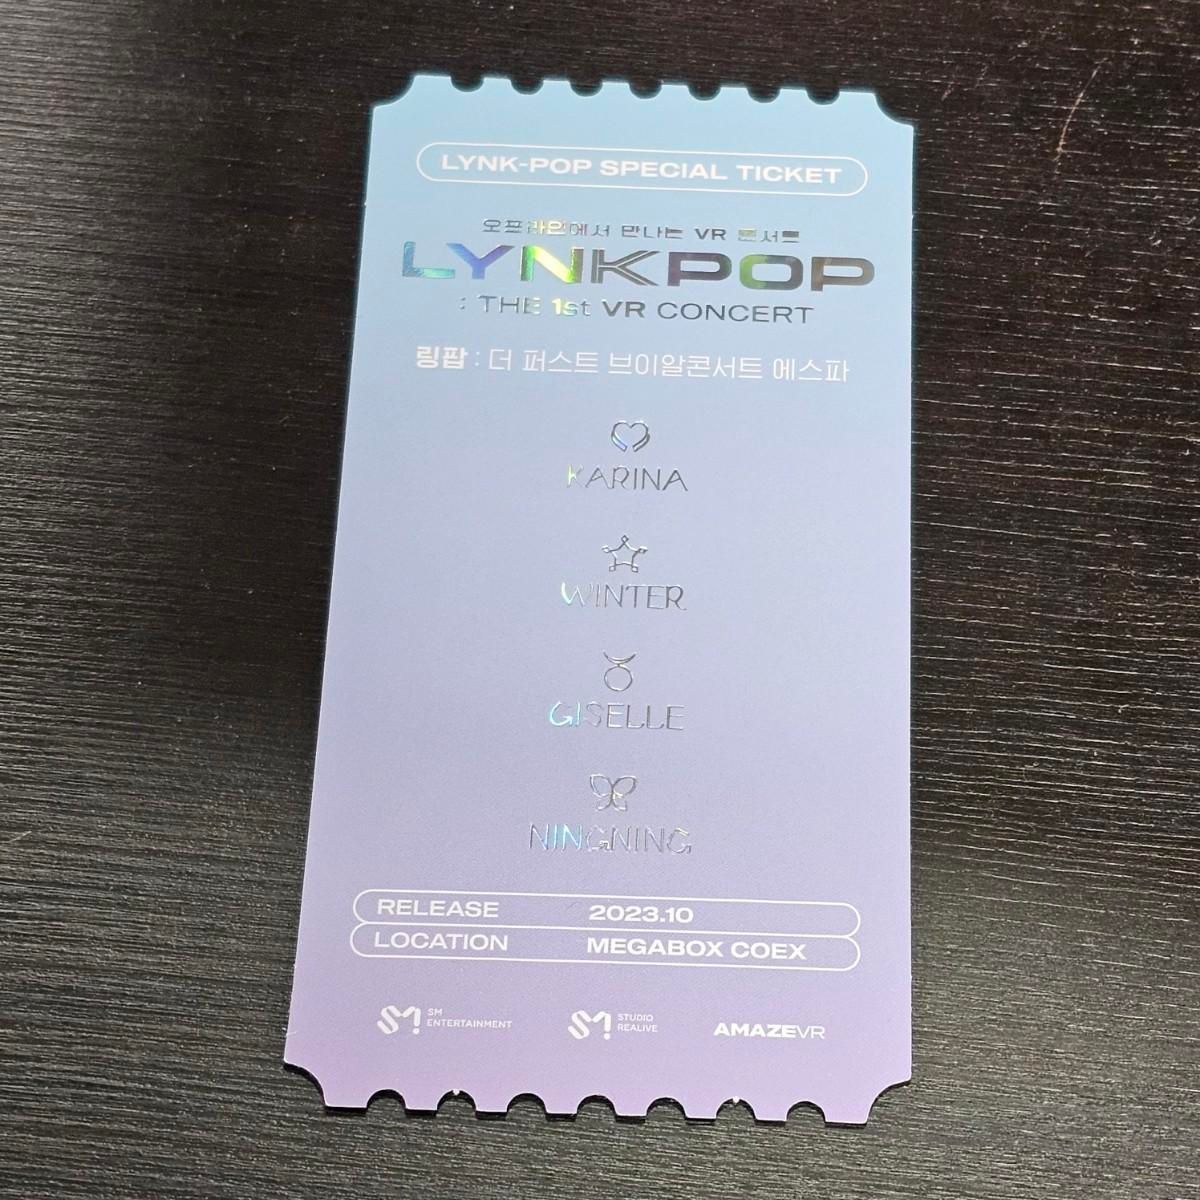 LYNK-POP SPECIAL TICKET
오프라인에서 만나는 VR 콘서트
LYNKPOP
: THE 1st VR CONCERT
링팝 : 더 퍼스트 브이알콘서트 에스파
KARINA
WINTER
GISELLE
NINGNING
RELEASE 2023.10
LOCATION MEGABOX COEX
SM ENTERTAINMENT
STUDIO REALIVE
AMAZEVR